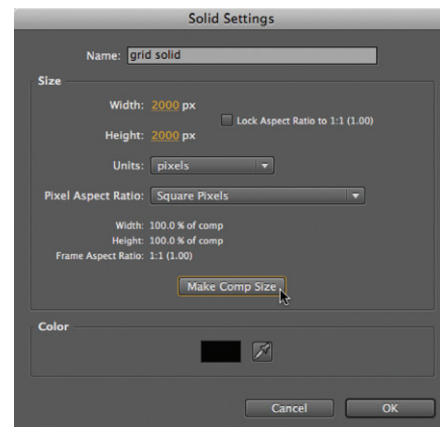 Solid Settings
Name: grid solid
Size
Width: 2000 px
Lock Aspect Ratio to 1:1 (1.00)
Height: 2000 px
Units: pixels
Pixel Aspect Ratio: Square Pixels
Width: 100.0 % of comp
Height: 100.0 % of comp
Frame Aspect Ratio: 1:1 (1.00)
Make Comp Size
Color
Cancel OK